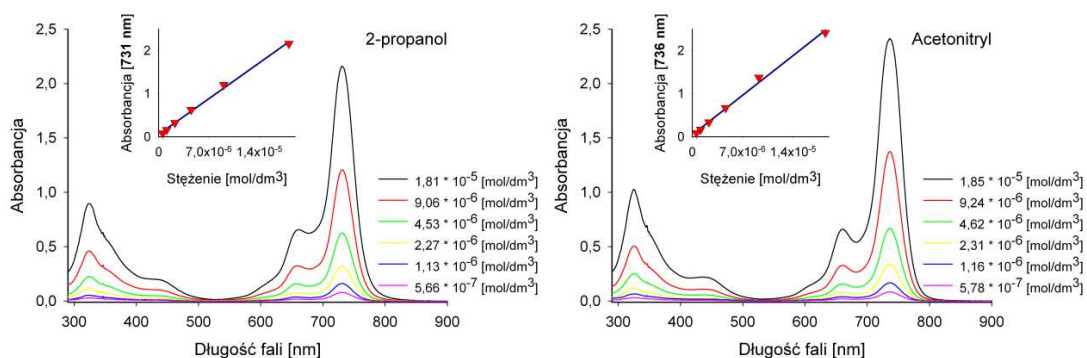 2-propanol
Absorbancja
2,5
2,0
1,5
1,0
0,5
0,0
300 400 500 600 700 800 900
Długość fali [nm]
Absorbancja [731 nm]
2
1
0
0 7,0x10⁻⁶ 1,4x10⁻⁵
Stężenie [mol/dm³]
1,81 * 10⁻⁵ [mol/dm³]
9,06 * 10⁻⁶ [mol/dm³]
4,53 * 10⁻⁶ [mol/dm³]
2,27 * 10⁻⁶ [mol/dm³]
1,13 * 10⁻⁶ [mol/dm³]
5,66 * 10⁻⁷ [mol/dm³]
Acetonitryl
Absorbancja
2,5
2,0
1,5
1,0
0,5
0,0
300 400 500 600 700 800 900
Długość fali [nm]
Absorbancja [736 nm]
2
1
0
0 7,0x10⁻⁶ 1,4x10⁻⁵
Stężenie [mol/dm³]
1,85 * 10⁻⁵ [mol/dm³]
9,24 * 10⁻⁶ [mol/dm³]
4,62 * 10⁻⁶ [mol/dm³]
2,31 * 10⁻⁶ [mol/dm³]
1,16 * 10⁻⁶ [mol/dm³]
5,78 * 10⁻⁷ [mol/dm³]